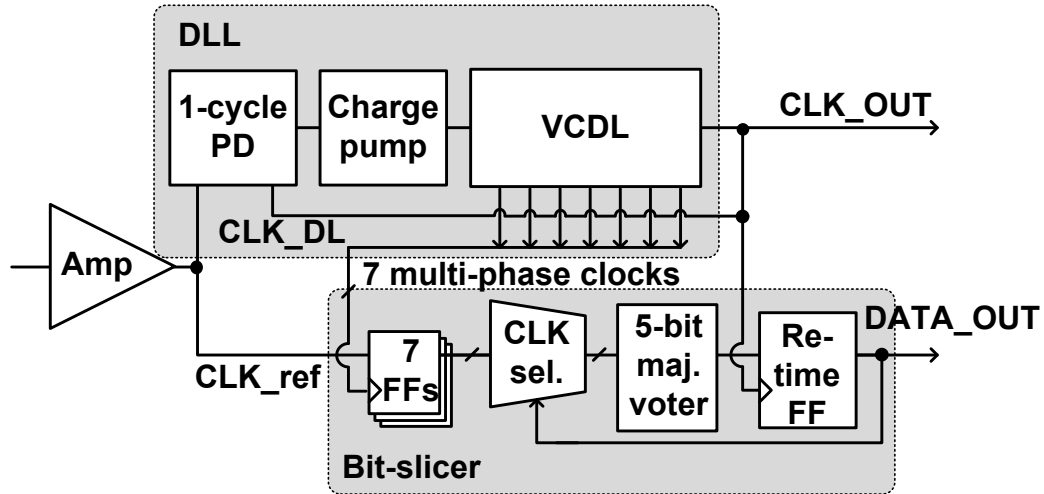 DLL
1-cycle
PD
Charge
pump
VCDL
CLK_OUT
CLK_DL
Amp
7 multi-phase clocks
CLK_ref
7
FFs
CLK
sel.
5-bit
maj.
voter
Re-
time
FF
DATA_OUT
Bit-slicer